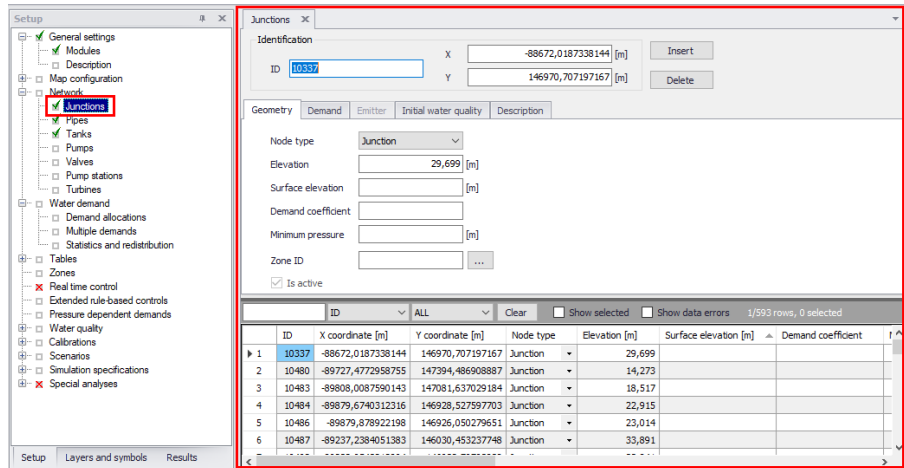 Setup
General settings
Modules
Description
Map configuration
Network
Junctions
Pipes
Tanks
Pumps
Valves
Pump stations
Turbines
Water demand
Demand allocations
Multiple demands
Statistics and redistribution
Tables
Zones
Real time control
Extended rule-based controls
Pressure dependent demands
Water quality
Calibrations
Scenarios
Simulation specifications
Special analyses
Setup Layers and symbols Results
Junctions
Identification
ID 10337
X -88672,0187338144 [m] Insert
Y 146970,707197167 [m] Delete
Geometry Demand Emitter Initial water quality Description
Node type Junction
Elevation 29,699 [m]
Surface elevation [m]
Demand coefficient
Minimum pressure [m]
Zone ID ...
Is active
ID ALL Clear Show selected Show data errors 1/593 rows, 0 selected
ID X coordinate [m] Y coordinate [m] Node type Elevation [m] Surface elevation [m] Demand coefficient
1 10337 -88672,0187338144 146970,707197167 Junction 29,699
2 10480 -89727,4772958755 147394,486908887 Junction 14,273
3 10483 -89808,0087590143 147081,637029184 Junction 18,517
4 10484 -89879,6740312316 146928,527597703 Junction 22,915
5 10486 -89879,878922198 146926,050279651 Junction 23,014
6 10487 -89237,2384051383 146030,453237748 Junction 33,891